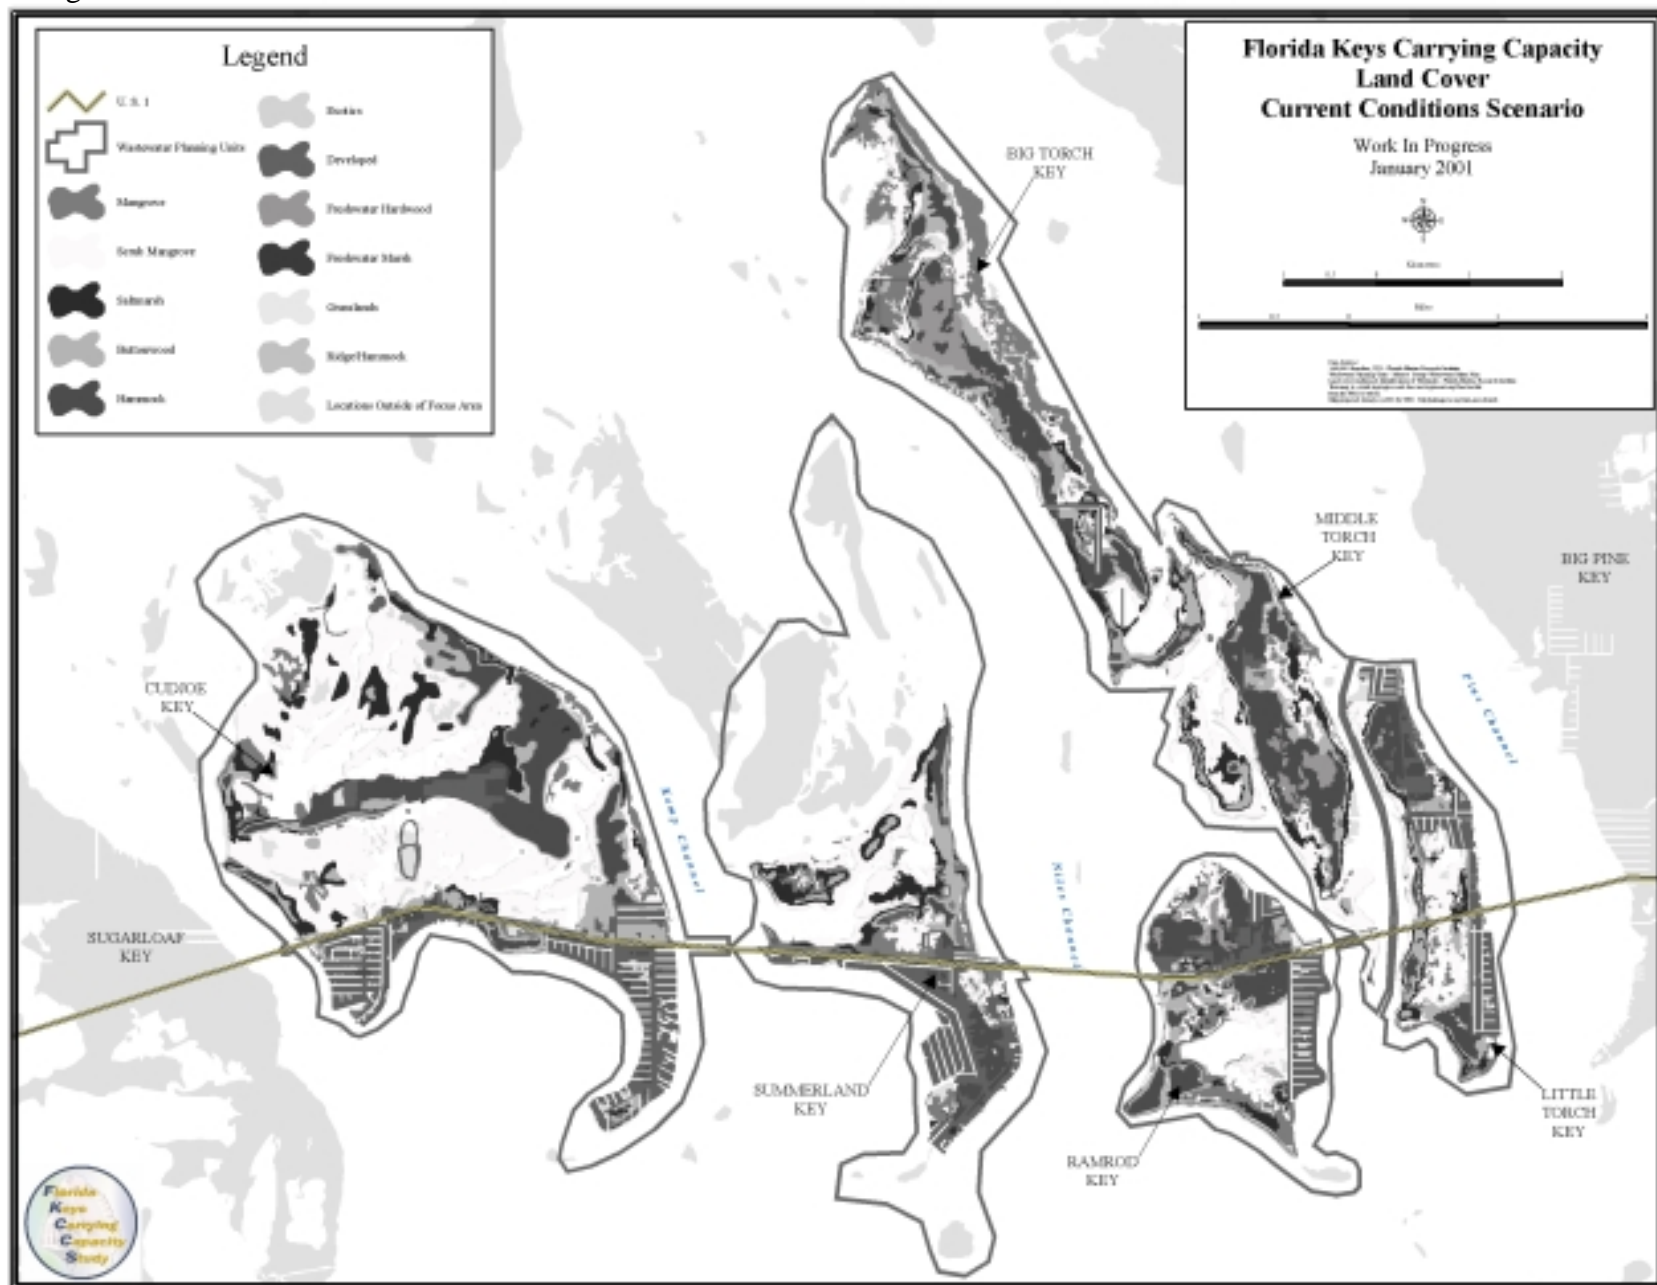 Legend
U. S. 1
Wastewater Planning Units
Mangrove
Scrub Mangrove
Saltmarsh
Buttonwood
Hammock
Exotics
Developed
Freshwater Hardwood
Freshwater Marsh
Grasslands
Ridge/Hammock
Locations Outside of Focus Area
Florida Keys Carrying Capacity
Land Cover
Current Conditions Scenario
Work In Progress
January 2001
N
Kilometers
Miles
BIG TORCH
KEY
MIDDLE
TORCH
KEY
BIG PINE
KEY
Pine Channel
CUDJOE
KEY
Kemp Channel
Niles Channel
SUGARLOAF
KEY
SUMMERLAND
KEY
RAMROD
KEY
LITTLE
TORCH
KEY
Florida
Keys
Carrying
Capacity
Study